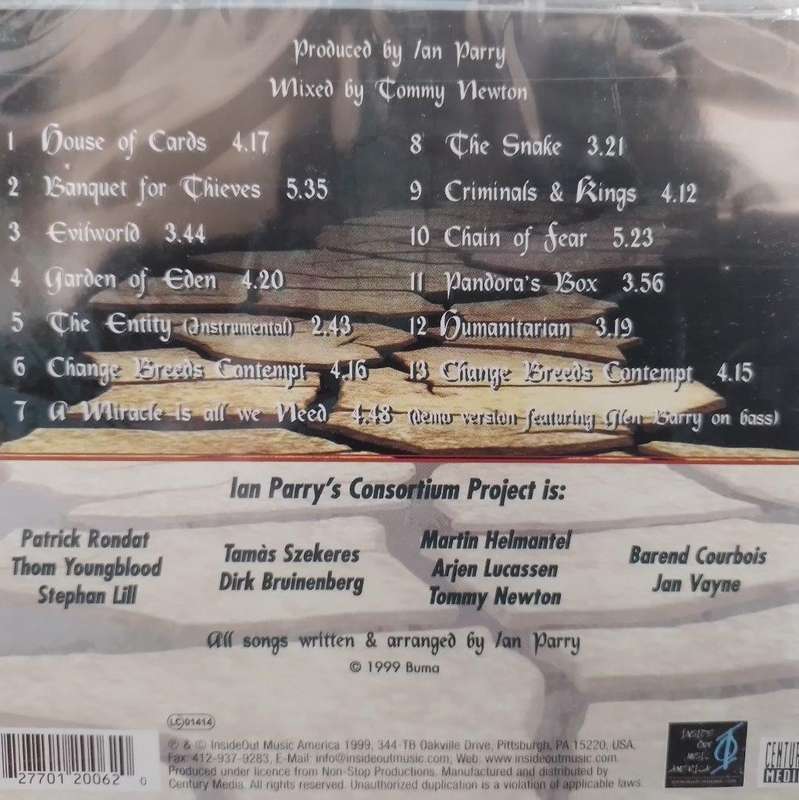 Produced by Ian Parry
Mixed by Tommy Newton
1 House of Cards 4.17
2 Banquet for Thieves 5.35
3 Evilworld 3.44
4 Garden of Eden 4.20
5 The Entity (Instrumental) 2.43
6 Change Breeds Contempt 4.16
7 A Miracle is all we Need 4.48
8 The Snake 3.21
9 Criminals & Kings 4.12
10 Chain of Fear 5.23
11 Pandora's Box 3.56
12 Humanitarian 3.19
13 Change Breeds Contempt 4.15
(demo version featuring Glen Barry on bass)
Ian Parry's Consortium Project is:
Patrick Rondat
Thom Youngblood
Stephan Lill
Tamàs Szekeres
Dirk Bruinenberg
Martin Helmantel
Arjen Lucassen
Tommy Newton
Barend Courbois
Jan Vayne
All songs written & arranged by Ian Parry
© 1999 Buma
LC 01414
℗ & © InsideOut Music America 1999, 344 TB Oakville Drive, Pittsburgh, PA 15220, USA.
Fax: 412-937-9283, E-Mail: info@insideoutmusic.com, Web: www.insideoutmusic.com
Produced under licence from Non-Stop Productions. Manufactured and distributed by
Century Media. All rights reserved. Unauthorized duplication is a violation of applicable laws.
27701 20062 0
INSIDE
OUT
MUSIC
AMERICA
CENTURY
MEDIA